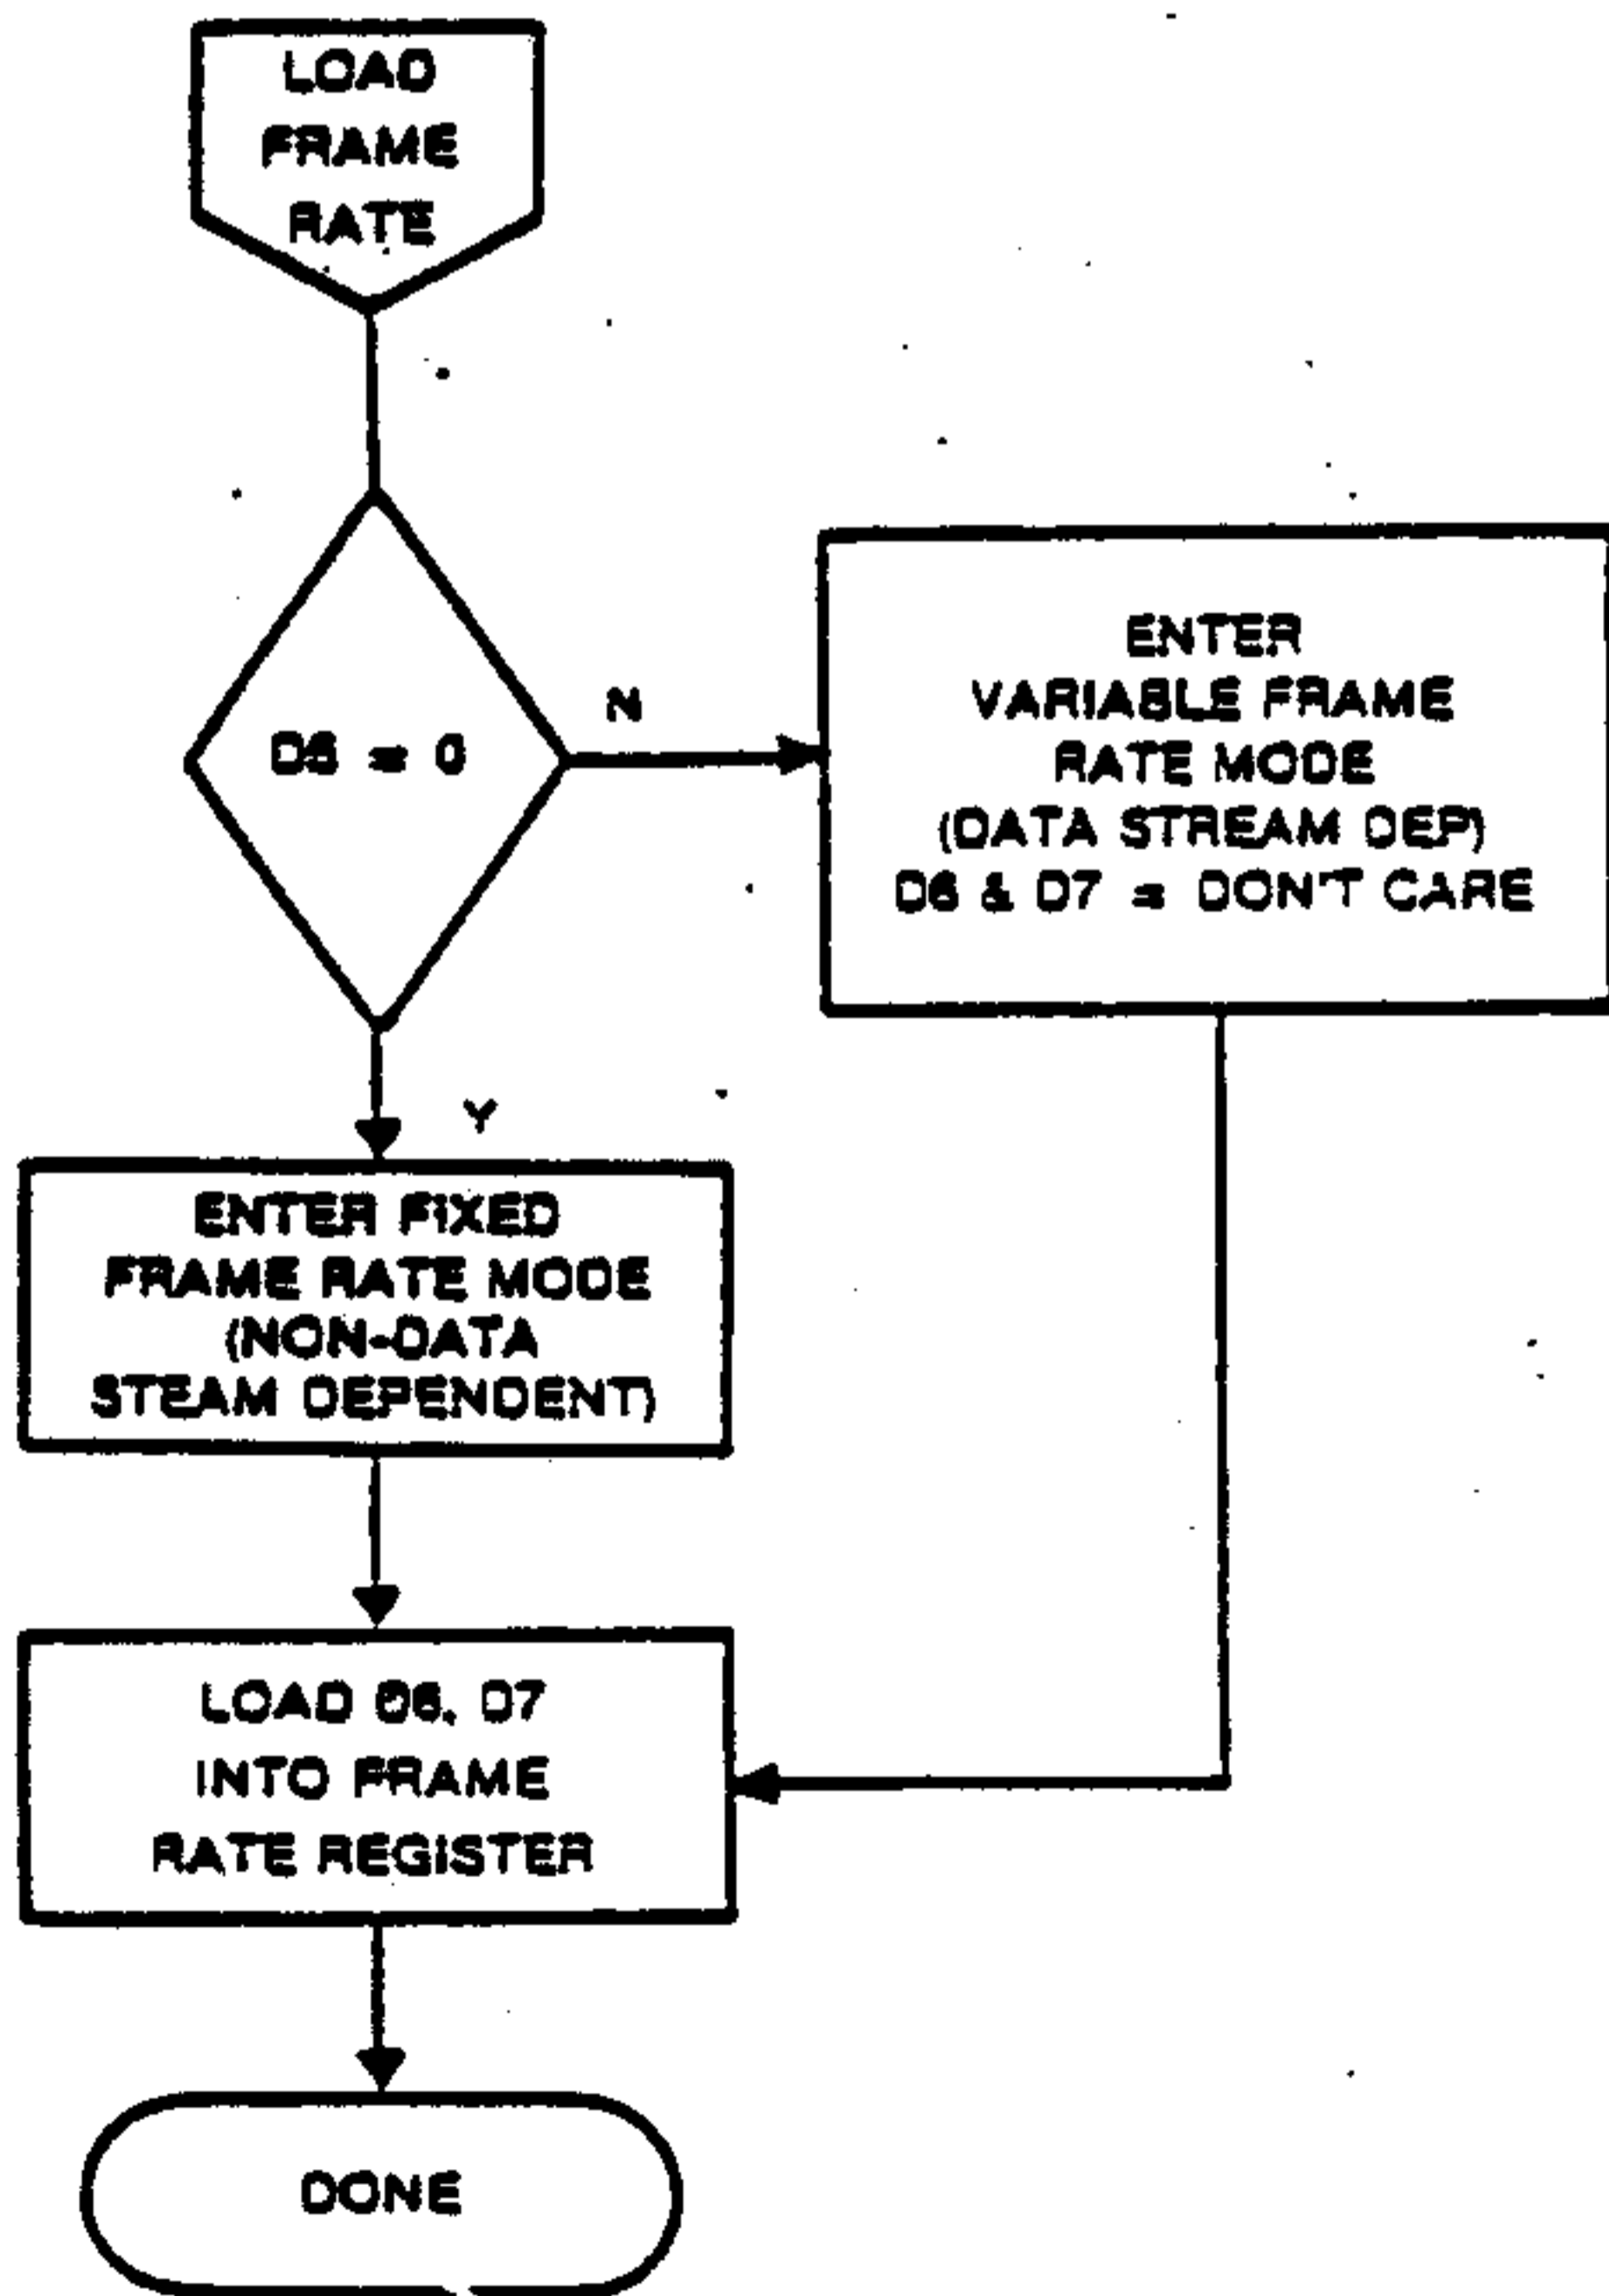 LOAD
FRAME
RATE
= 0
N
ENTER
VARIABLE FRAME
RATE MODE
(DATA STREAM DEP)
D6 & D7 = DON'T CARE
Y
ENTER FIXED
FRAME RATE MODE
(NON-DATA
STEAM DEPENDENT)
LOAD D6, D7
INTO FRAME
RATE REGISTER
DONE